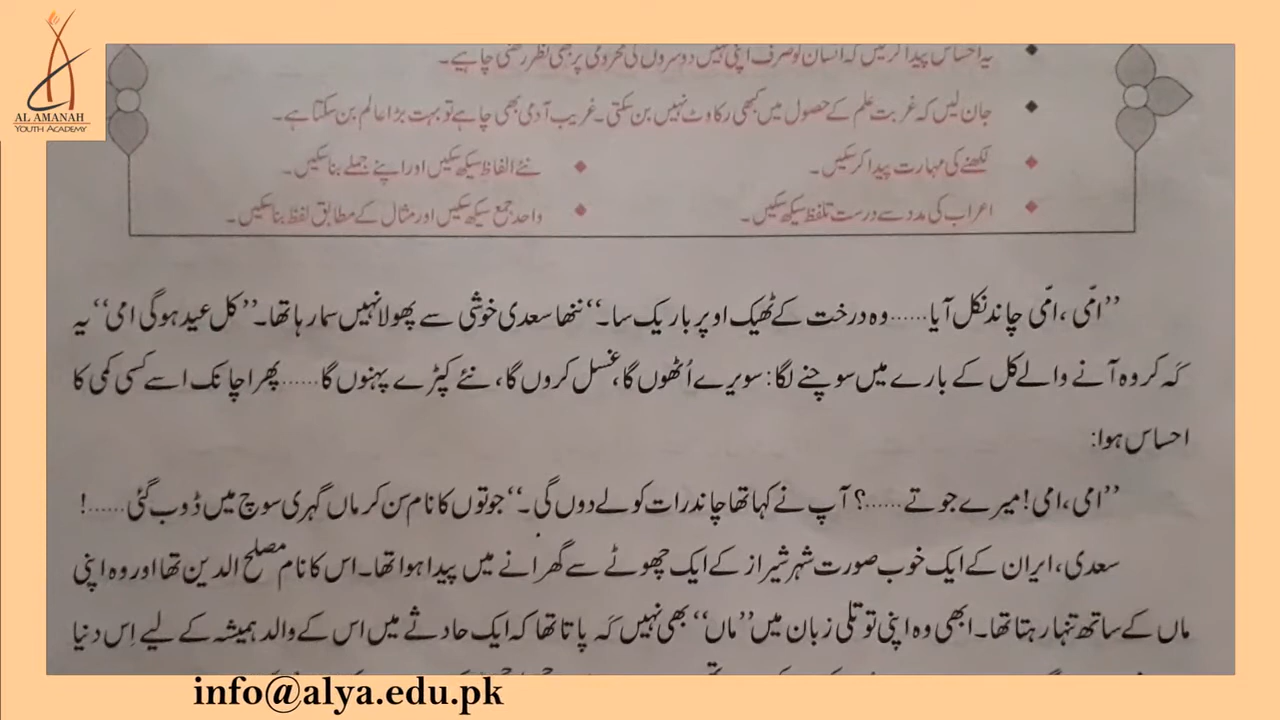 AL AMANAH
YOUTH ACADEMY
یہ احساس پیدا کریں کہ انسان کو صرف اپنی نہیں دوسروں کی محرومی پر بھی نظر رکھنی چاہیے۔
جان لیں کہ غربت علم کے حصول میں کبھی رکاوٹ نہیں بن سکتی۔ غریب آدمی بھی چاہے تو بہت بڑا عالم بن سکتا ہے۔
لکھنے کی مہارت پیدا کر سکیں۔ نئے الفاظ سیکھ سکیں اور اپنے جملے بنا سکیں۔
اعراب کی مدد سے درست تلفظ سیکھ سکیں۔ واحد جمع سیکھ سکیں اور مثال کے مطابق لفظ بنا سکیں۔
”امّی، امّی چاند نکل آیا……وہ درخت کے ٹھیک اوپر باریک سا۔“ ننھا سعدی خوشی سے پھولا نہیں سما رہا تھا۔ ”کل عید ہوگی امی“ یہ
کَہ کر وہ آنے والے کل کے بارے میں سوچنے لگا: سویرے اُٹھوں گا، غسل کروں گا، نئے کپڑے پہنوں گا……پھر اچانک اسے کسی کمی کا
احساس ہوا:
”امی، امی! میرے جوتے……؟ آپ نے کہا تھا چاند رات کو لے دوں گی۔“ جوتوں کا نام سن کر ماں گہری سوچ میں ڈوب گئی……!
سعدی، ایران کے ایک خوب صورت شہر شیراز کے ایک چھوٹے سے گھرانے میں پیدا ہوا تھا۔ اس کا نام مصلح الدین تھا اور وہ اپنی
ماں کے ساتھ تنہا رہتا تھا۔ ابھی وہ اپنی توتلی زبان میں ”ماں“ بھی نہیں کَہ پاتا تھا کہ ایک حادثے میں اس کے والد ہمیشہ کے لیے اِس دنیا
info@alya.edu.pk